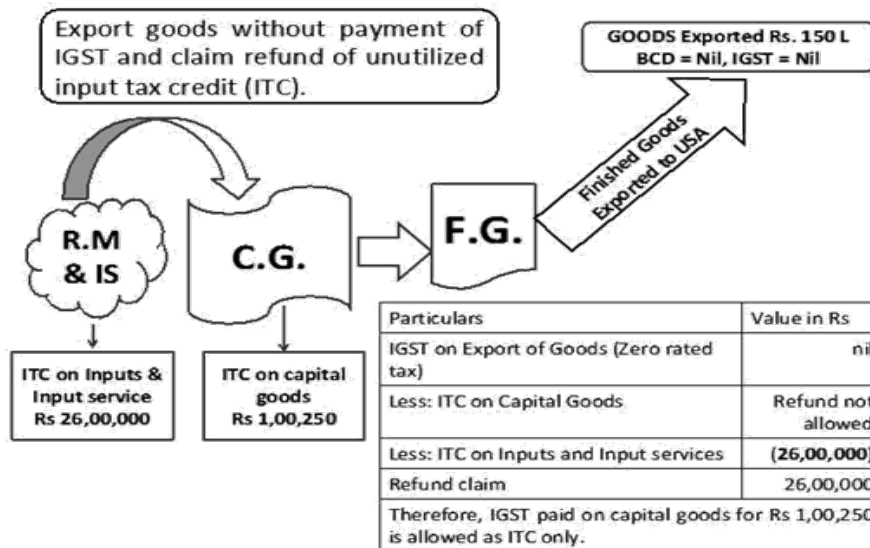 Export goods without payment of
IGST and claim refund of unutilized
input tax credit (ITC).
GOODS Exported Rs. 150 L
BCD = Nil, IGST = Nil
Finished Goods
Exported to USA
R.M
& IS
C.G.
F.G.
ITC on Inputs &
Input service
Rs 26,00,000
ITC on capital
goods
Rs 1,00,250
Particulars
Value in Rs
IGST on Export of Goods (Zero rated
tax)
nil
Less: ITC on Capital Goods
Refund not
allowed
Less: ITC on Inputs and Input services
(26,00,000)
Refund claim
26,00,000
Therefore, IGST paid on capital goods for Rs 1,00,250
is allowed as ITC only.